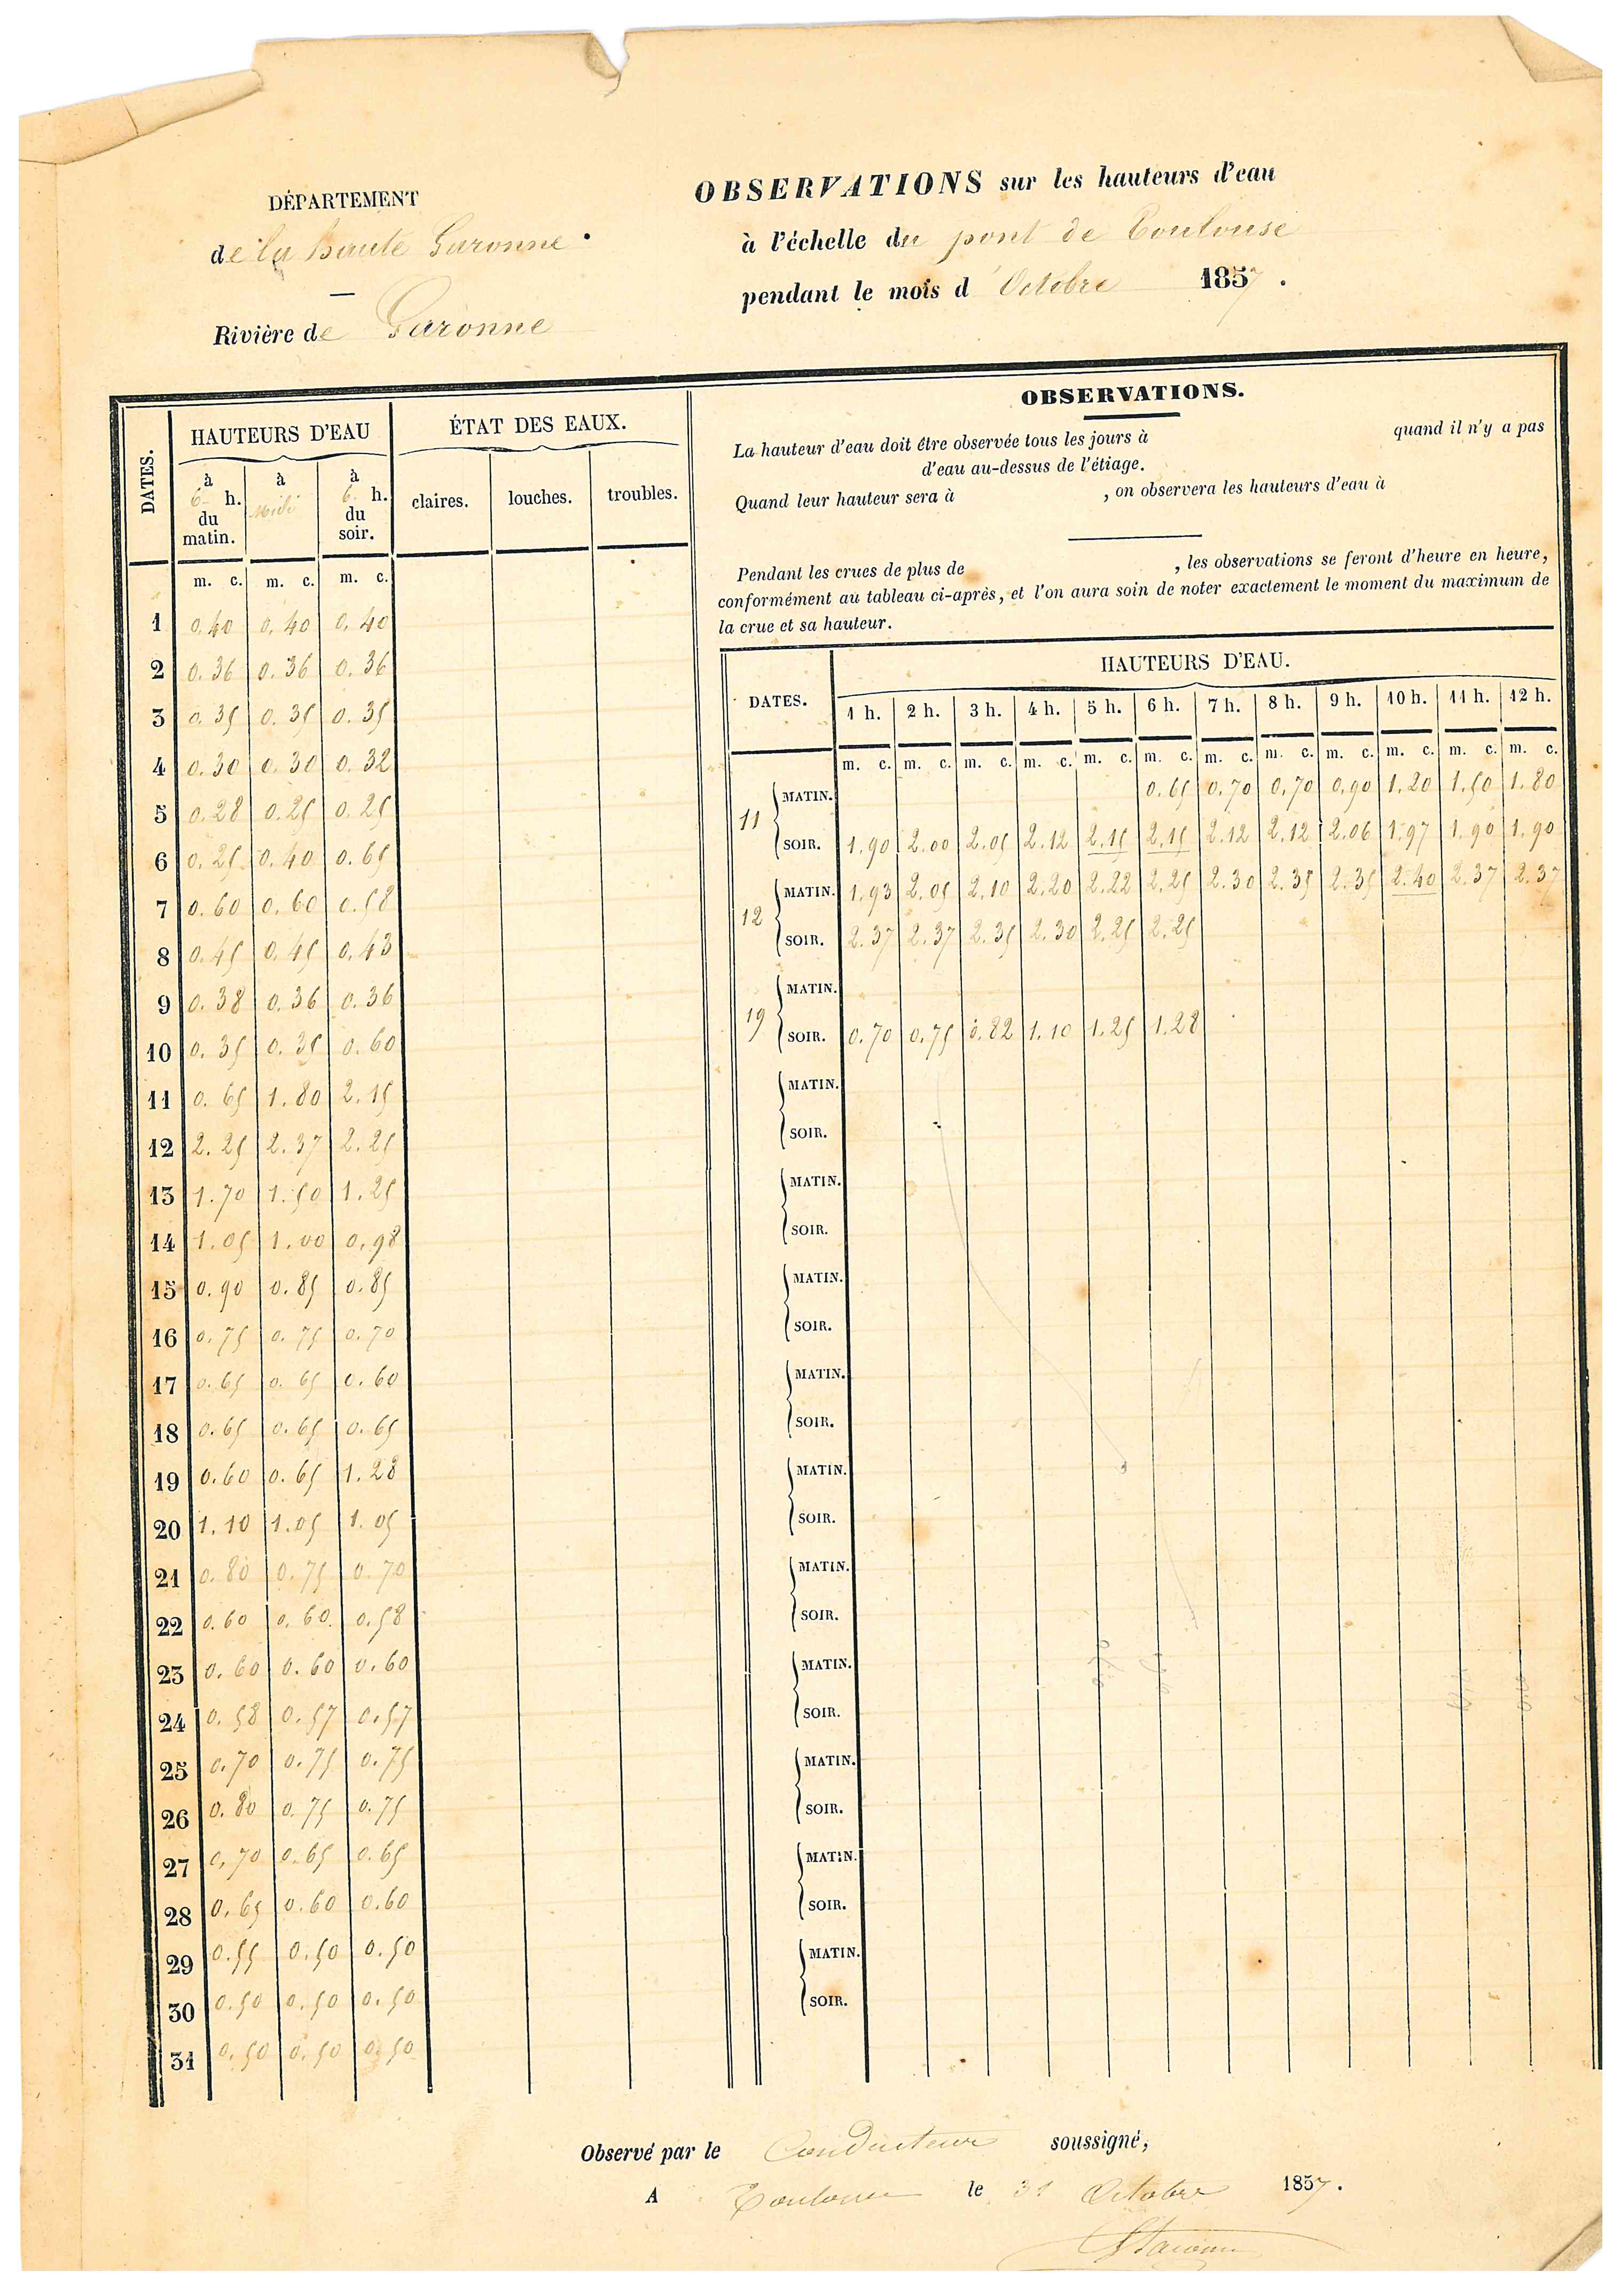 DÉPARTEMENT
de la haute Garonne
Rivière de Garonne
OBSERVATIONS sur les hauteurs d'eau
à l'échelle du pont de Toulouse
pendant le mois d'Octobre 1857.
DATES. HAUTEURS D'EAU ÉTAT DES EAUX.
à 6 h. du matin. à Midi à 6 h. du soir. claires. louches. troubles.
m. c. m. c. m. c.
1 0.40 0.40 0.40
2 0.36 0.36 0.36
3 0.35 0.35 0.35
4 0.30 0.30 0.32
5 0.28 0.25 0.25
6 0.25 0.40 0.65
7 0.60 0.60 0.58
8 0.45 0.45 0.43
9 0.38 0.36 0.36
10 0.35 0.35 0.60
11 0.65 1.80 2.15
12 2.25 2.37 2.25
13 1.70 1.50 1.25
14 1.05 1.00 0.98
15 0.90 0.85 0.85
16 0.75 0.75 0.70
17 0.65 0.65 0.60
18 0.65 0.65 0.65
19 0.60 0.65 1.28
20 1.10 1.05 1.05
21 0.80 0.75 0.70
22 0.60 0.60 0.58
23 0.60 0.60 0.60
24 0.58 0.57 0.57
25 0.70 0.75 0.75
26 0.80 0.75 0.75
27 0.70 0.65 0.65
28 0.65 0.60 0.60
29 0.55 0.50 0.50
30 0.50 0.50 0.50
31 0.50 0.50 0.50
OBSERVATIONS.
La hauteur d'eau doit être observée tous les jours à quand il n'y a pas
d'eau au-dessus de l'étiage.
Quand leur hauteur sera à , on observera les hauteurs d'eau à
Pendant les crues de plus de , les observations se feront d'heure en heure,
conformément au tableau ci-après, et l'on aura soin de noter exactement le moment du maximum de
la crue et sa hauteur.
DATES. HAUTEURS D'EAU.
1 h. 2 h. 3 h. 4 h. 5 h. 6 h. 7 h. 8 h. 9 h. 10 h. 11 h. 12 h.
m. c. m. c. m. c. m. c. m. c. m. c. m. c. m. c. m. c. m. c. m. c. m. c.
11 MATIN. 0.65 0.70 0.70 0.90 1.20 1.50 1.80
SOIR. 1.90 2.00 2.05 2.12 2.15 2.15 2.12 2.12 2.06 1.97 1.90 1.90
12 MATIN. 1.93 2.05 2.10 2.20 2.22 2.25 2.30 2.35 2.35 2.40 2.37 2.37
SOIR. 2.37 2.37 2.35 2.30 2.25 2.25
19 MATIN.
SOIR. 0.70 0.75 0.82 1.10 1.25 1.28
MATIN.
SOIR.
MATIN.
SOIR.
MATIN.
SOIR.
MATIN.
SOIR.
MATIN.
SOIR.
MATIN.
SOIR.
MATIN.
SOIR.
MATIN.
SOIR.
MATIN.
SOIR.
MATIN.
SOIR.
Observé par le Conducteur soussigné,
A Toulouse le 31 Octobre 1857.